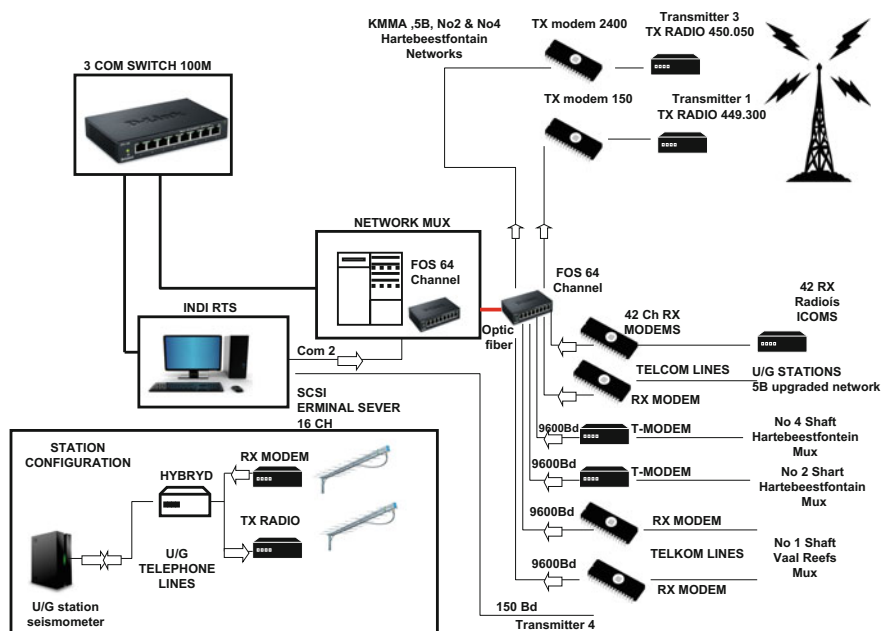 KMMA ,5B, No2 & No4
Hartebeestfontain
Networks
TX modem 2400
Transmitter 3
TX RADIO 450.050
3 COM SWITCH 100M
D-Link
TX modem 150
Transmitter 1
TX RADIO 449.300
NETWORK MUX
FOS 64
Channel
FOS 64
Channel
Optic
fiber
INDI RTS
Com 2
42 Ch RX
MODEMS
42 RX
Radiois
ICOMS
TELCOM LINES
U/G STATIONS
5B upgraded network
RX MODEM
SCSI
ERMINAL SEVER
16 CH
9600Bd
T-MODEM
No 4 Shaft
Hartebeestfontein
Mux
9600Bd
T-MODEM
No 2 Shart
Hartebeestfontain
Mux
9600Bd
RX MODEM
TELKOM LINES
No 1 Shaft
Vaal Reefs
Mux
9600Bd
RX MODEM
150 Bd
Transmitter 4
STATION
CONFIGURATION
HYBRYD
RX MODEM
TX RADIO
U/G
TELEPHONE
LINES
U/G station
seismometer